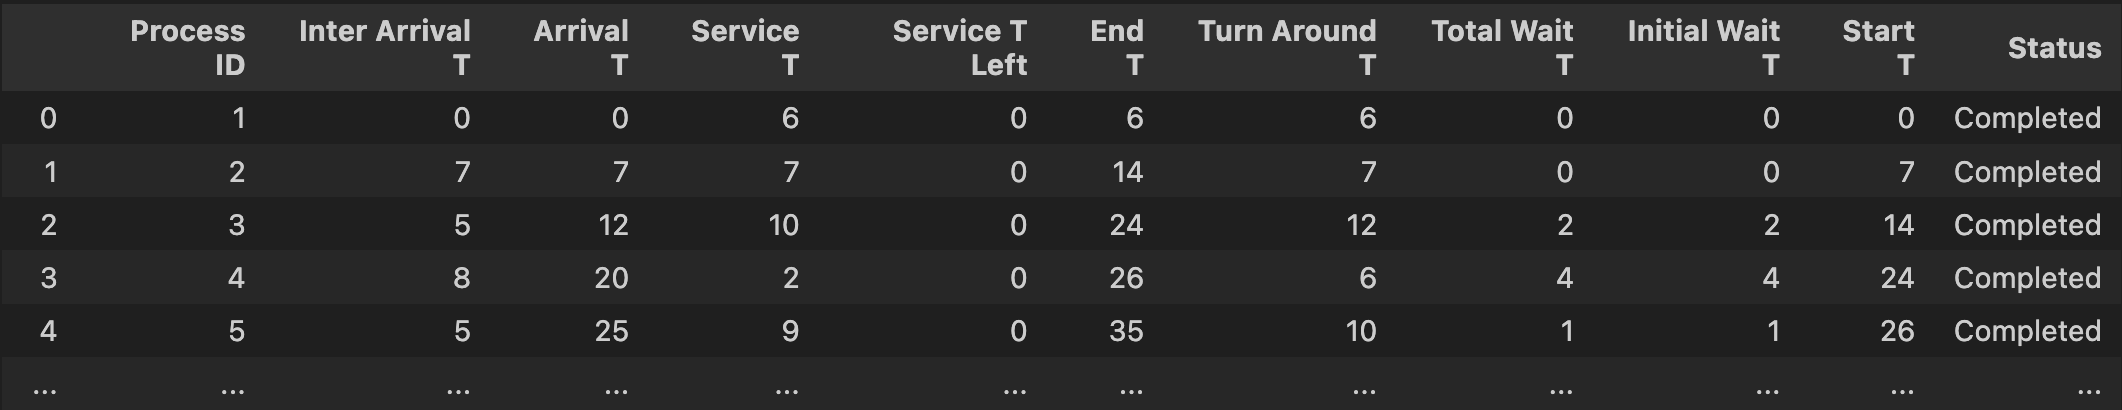 Process ID Inter Arrival T Arrival T Service T Service T Left End T Turn Around T Total Wait T Initial Wait T Start T Status
0 1 0 0 6 0 6 6 0 0 0 Completed
1 2 7 7 7 0 14 7 0 0 7 Completed
2 3 5 12 10 0 24 12 2 2 14 Completed
3 4 8 20 2 0 26 6 4 4 24 Completed
4 5 5 25 9 0 35 10 1 1 26 Completed
... ... ... ... ... ... ... ... ... ... ... ...